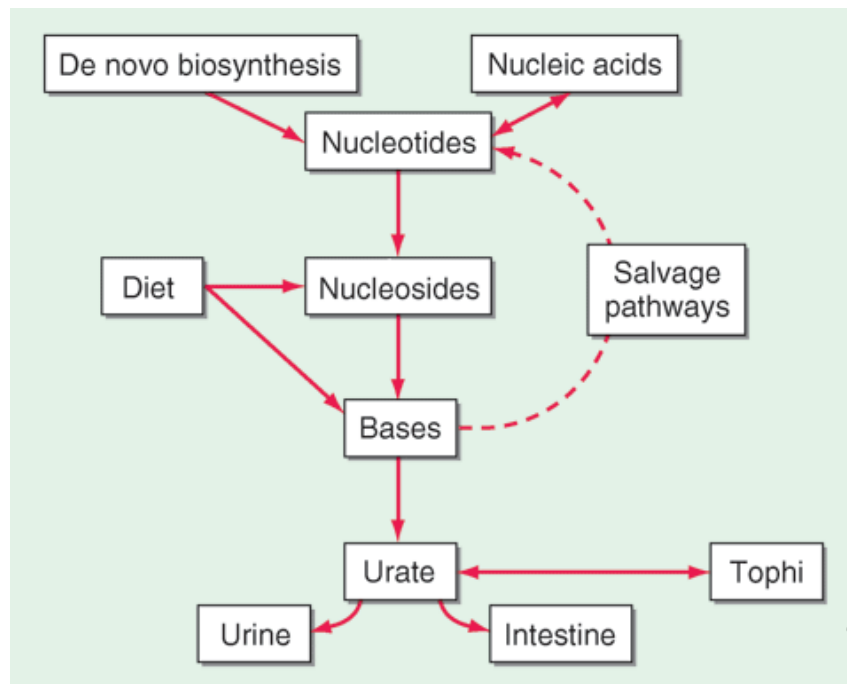 De novo biosynthesis
Nucleic acids
Nucleotides
Diet
Nucleosides
Salvage
pathways
Bases
Urate
Tophi
Urine
Intestine